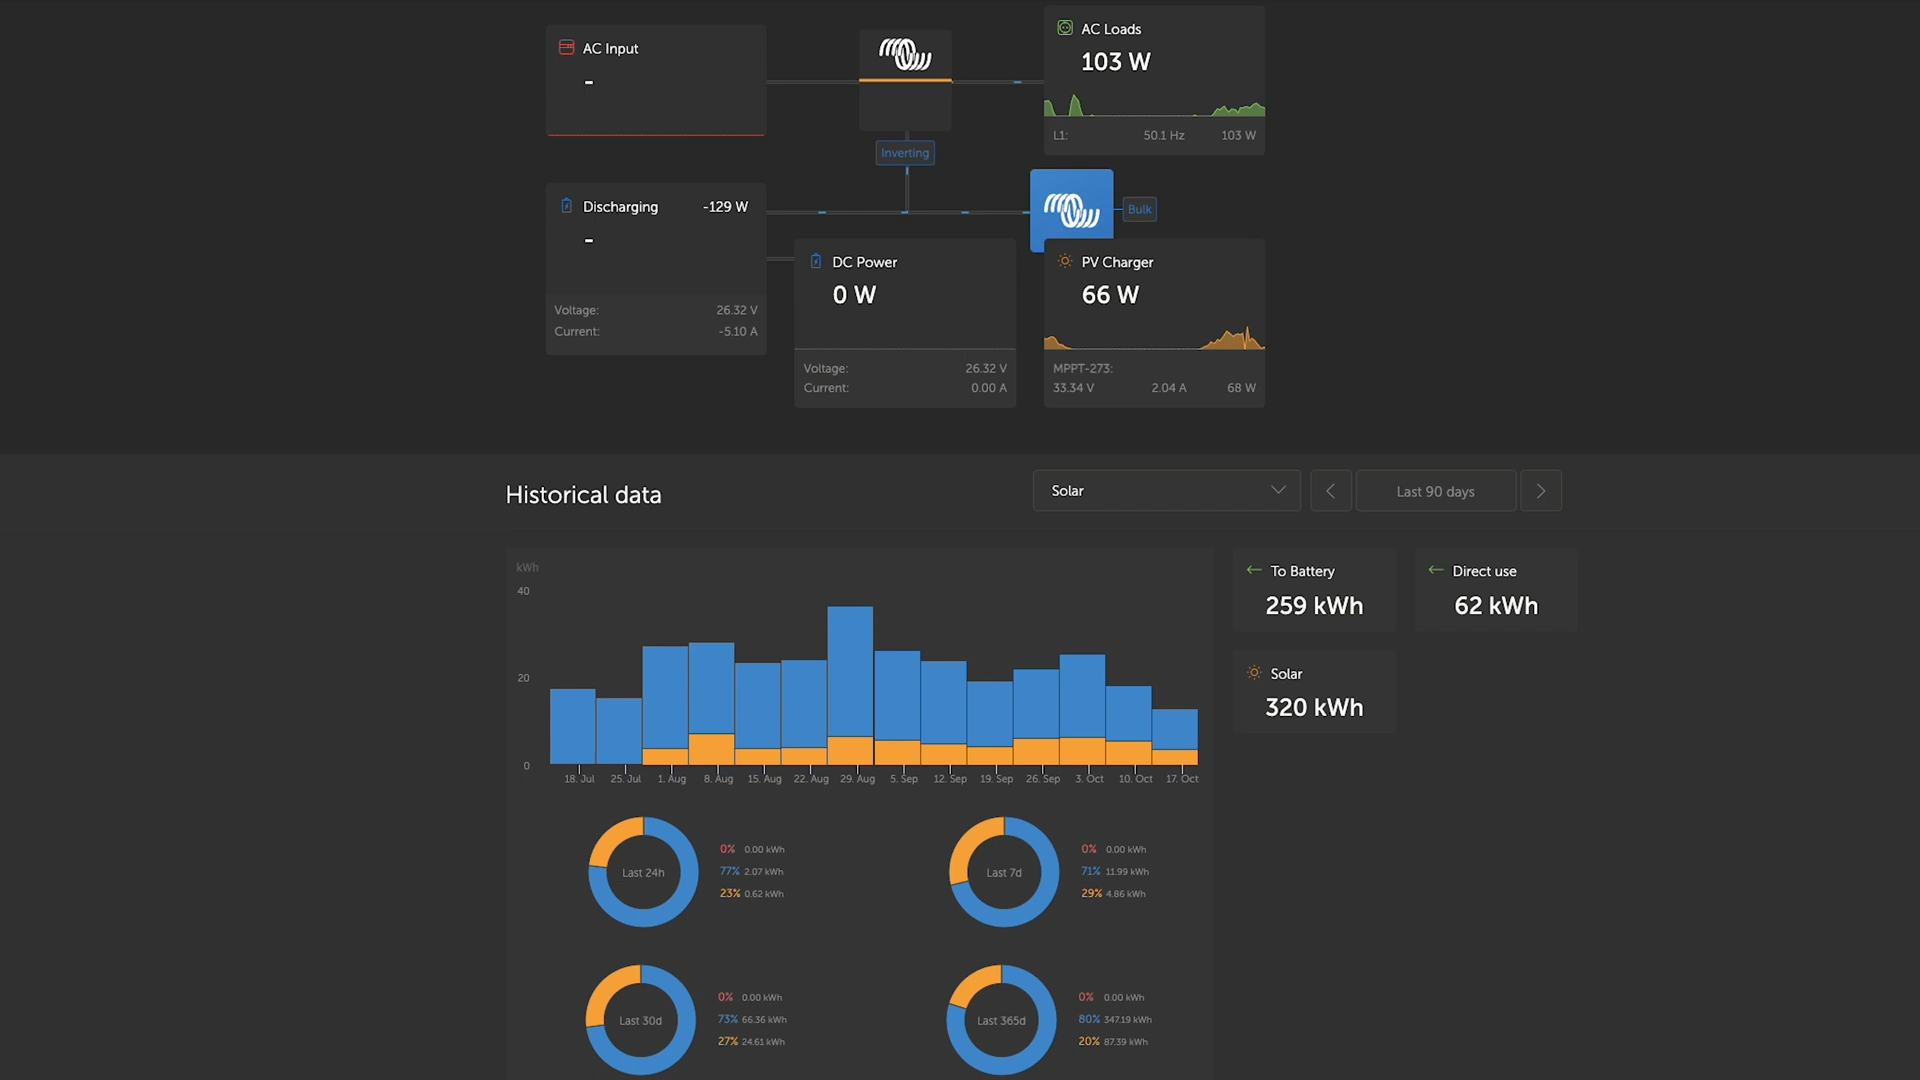 AC Input
-
AC Loads
103 W
L1: 50.1 Hz 103 W
Inverting
Discharging -129 W
-
Voltage: 26.32 V
Current: -5.10 A
Bulk
DC Power
0 W
Voltage: 26.32 V
Current: 0.00 A
PV Charger
66 W
MPPT-273:
33.34 V 2.04 A 68 W
Historical data
Solar
Last 90 days
kWh
40
20
0
18. Jul 25. Jul 1. Aug 8. Aug 15. Aug 22. Aug 29. Aug 5. Sep 12. Sep 19. Sep 26. Sep 3. Oct 10. Oct 17. Oct
To Battery
259 kWh
Direct use
62 kWh
Solar
320 kWh
Last 24h
0% 0.00 kWh
77% 2.07 kWh
23% 0.62 kWh
Last 7d
0% 0.00 kWh
71% 11.99 kWh
29% 4.86 kWh
Last 30d
0% 0.00 kWh
73% 66.36 kWh
27% 24.61 kWh
Last 365d
0% 0.00 kWh
80% 347.19 kWh
20% 87.39 kWh